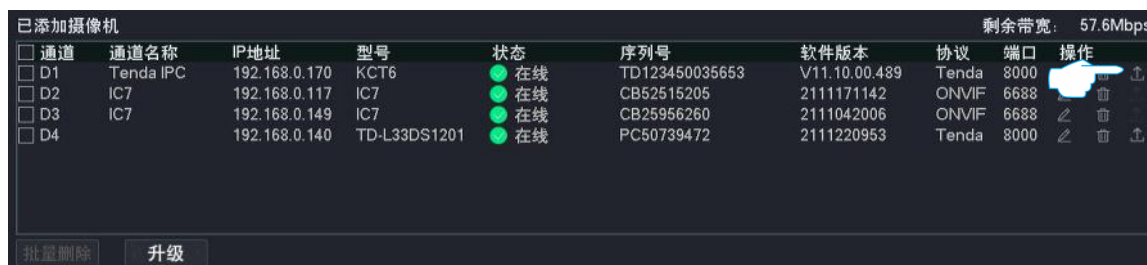 已添加摄像机 剩余带宽： 57.6Mbps
通道 通道名称 IP地址 型号 状态 序列号 软件版本 协议 端口 操作
D1 Tenda IPC 192.168.0.170 KCT6 在线 TD123450035653 V11.10.00.489 Tenda 8000
D2 IC7 192.168.0.117 IC7 在线 CB52515205 2111171142 ONVIF 6688
D3 IC7 192.168.0.149 IC7 在线 CB25956260 2111042006 ONVIF 6688
D4 192.168.0.140 TD-L33DS1201 在线 PC50739472 2111220953 Tenda 8000
批量删除 升级